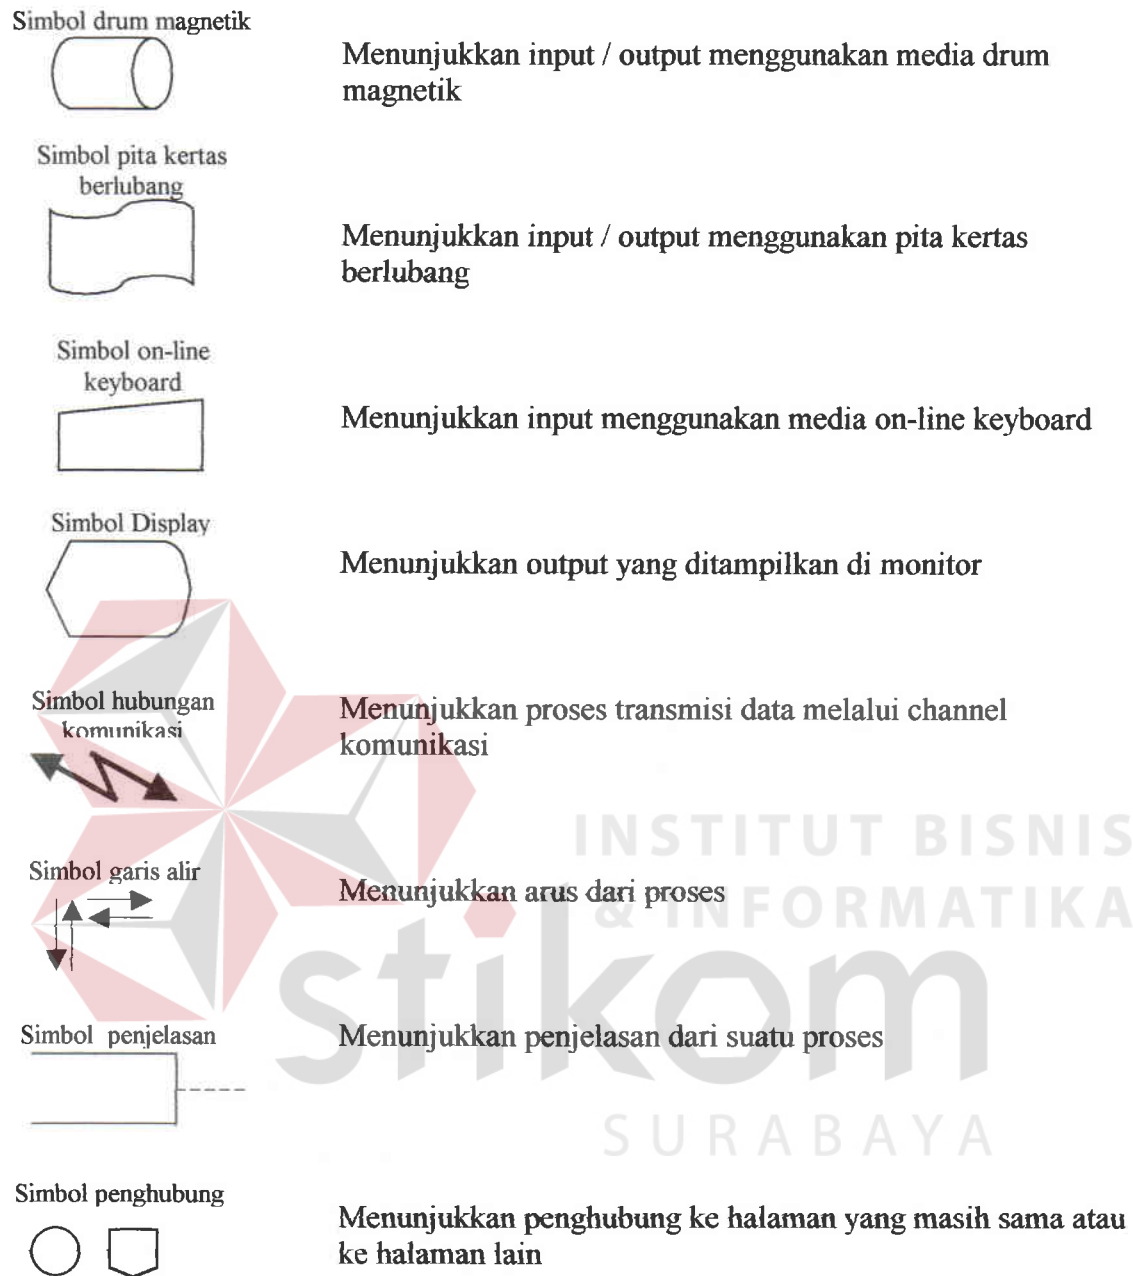 Simbol drum magnetik
Menunjukkan input / output menggunakan media drum
magnetik
Simbol pita kertas
berlubang
Menunjukkan input / output menggunakan pita kertas
berlubang
Simbol on-line
keyboard
Menunjukkan input menggunakan media on-line keyboard
Simbol Display
Menunjukkan output yang ditampilkan di monitor
Simbol hubungan
komunikasi
Menunjukkan proses transmisi data melalui channel
komunikasi
Simbol garis alir
Menunjukkan arus dari proses
Simbol penjelasan
Menunjukkan penjelasan dari suatu proses
Simbol penghubung
Menunjukkan penghubung ke halaman yang masih sama atau
ke halaman lain
INSTITUT BISNIS
& INFORMATIKA
stikom
SURABAYA